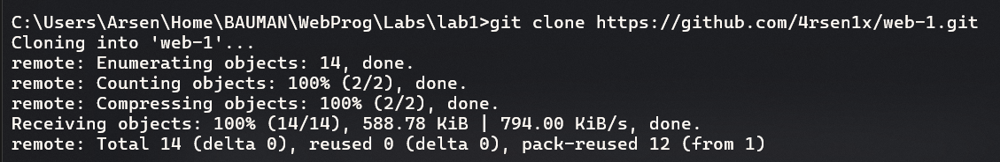 C:\Users\Arsen\Home\BAUMAN\WebProg\Labs\lab1>git clone https://github.com/4rsen1x/web-1.git
Cloning into 'web-1'...
remote: Enumerating objects: 14, done.
remote: Counting objects: 100% (2/2), done.
remote: Compressing objects: 100% (2/2), done.
Receiving objects: 100% (14/14), 588.78 KiB | 794.00 KiB/s, done.
remote: Total 14 (delta 0), reused 0 (delta 0), pack-reused 12 (from 1)